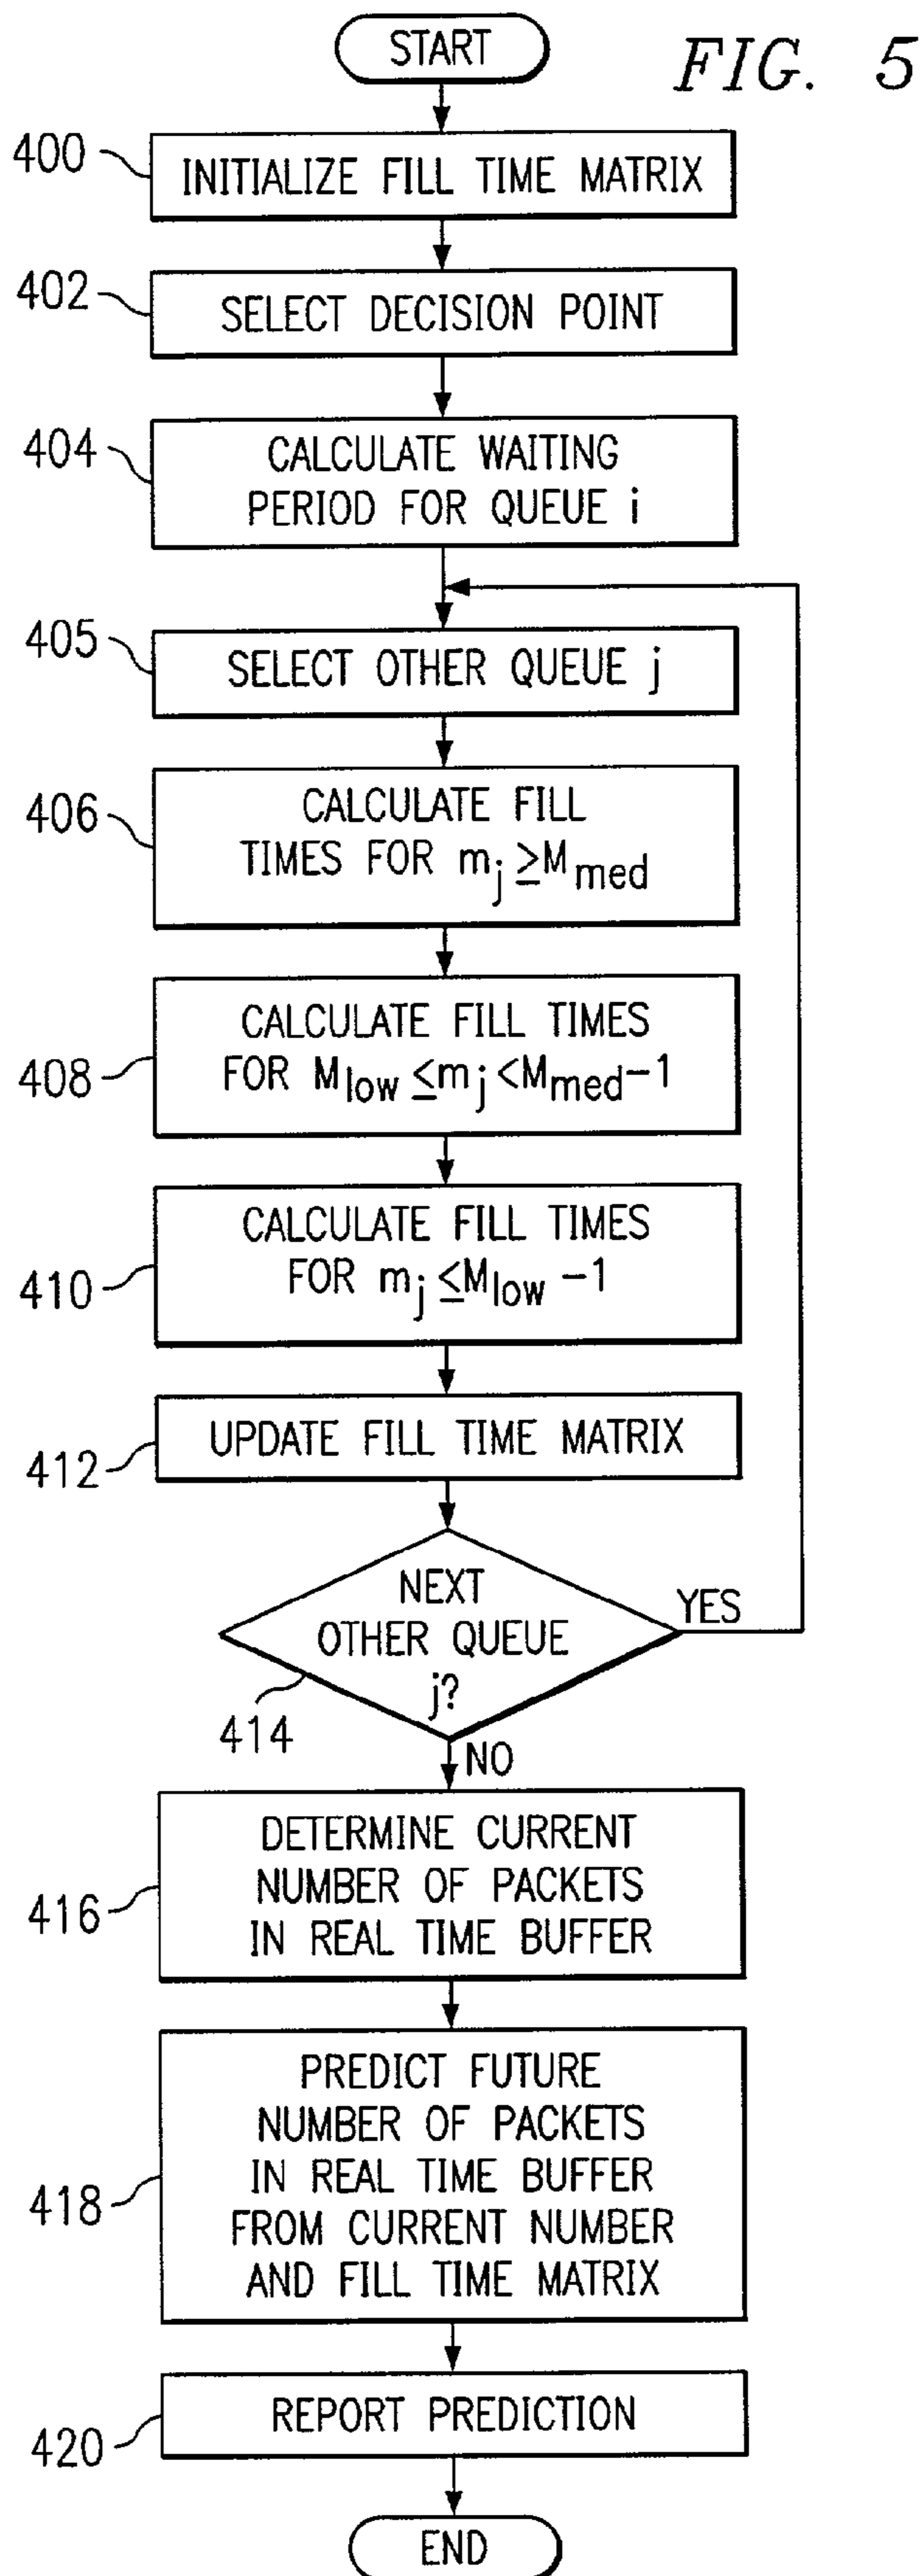 START
FIG. 5
400
INITIALIZE FILL TIME MATRIX
402
SELECT DECISION POINT
404
CALCULATE WAITING
PERIOD FOR QUEUE i
405
SELECT OTHER QUEUE j
406
CALCULATE FILL
TIMES FOR mj ≥Mmed
408
CALCULATE FILL TIMES
FOR Mlow ≤mj <Mmed-1
410
CALCULATE FILL TIMES
FOR mj ≤Mlow -1
412
UPDATE FILL TIME MATRIX
NEXT
OTHER QUEUE
j?
YES
414
NO
416
DETERMINE CURRENT
NUMBER OF PACKETS
IN REAL TIME BUFFER
418
PREDICT FUTURE
NUMBER OF PACKETS
IN REAL TIME BUFFER
FROM CURRENT NUMBER
AND FILL TIME MATRIX
420
REPORT PREDICTION
END